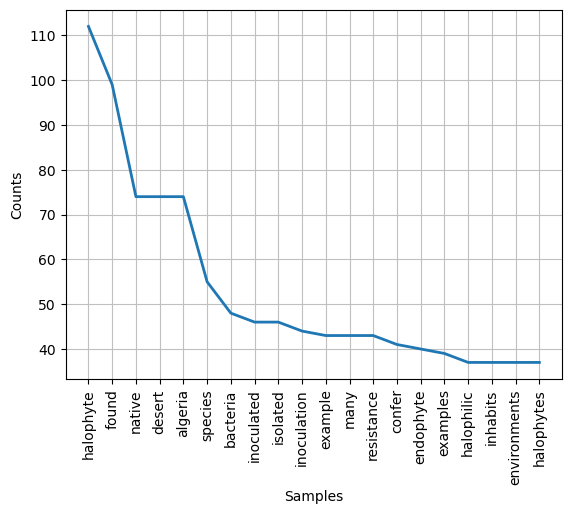 110
100
90
80
70
60
50
40
Counts
halophyte
found
native
desert
algeria
species
bacteria
inoculated
isolated
inoculation
example
many
resistance
confer
endophyte
examples
halophilic
inhabits
environments
halophytes
Samples